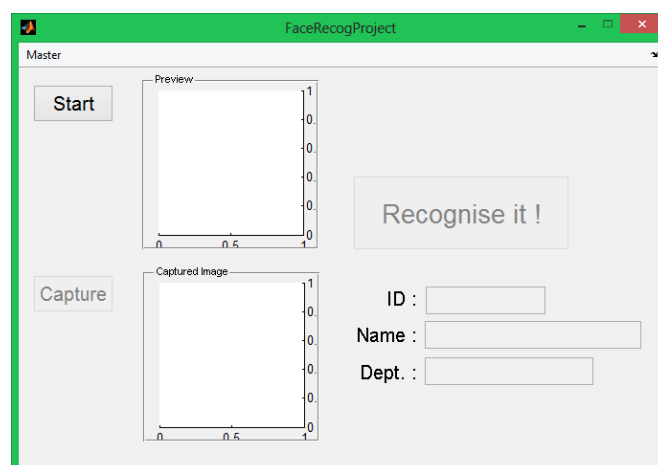 FaceRecogProject
Master
Start
Preview
1
0.
0.
0.
0.
0
0 0.5 1
Recognise it !
Capture
Captured Image
1
0.
0.
0.
0.
0
0 0.5 1
ID :
Name :
Dept. :